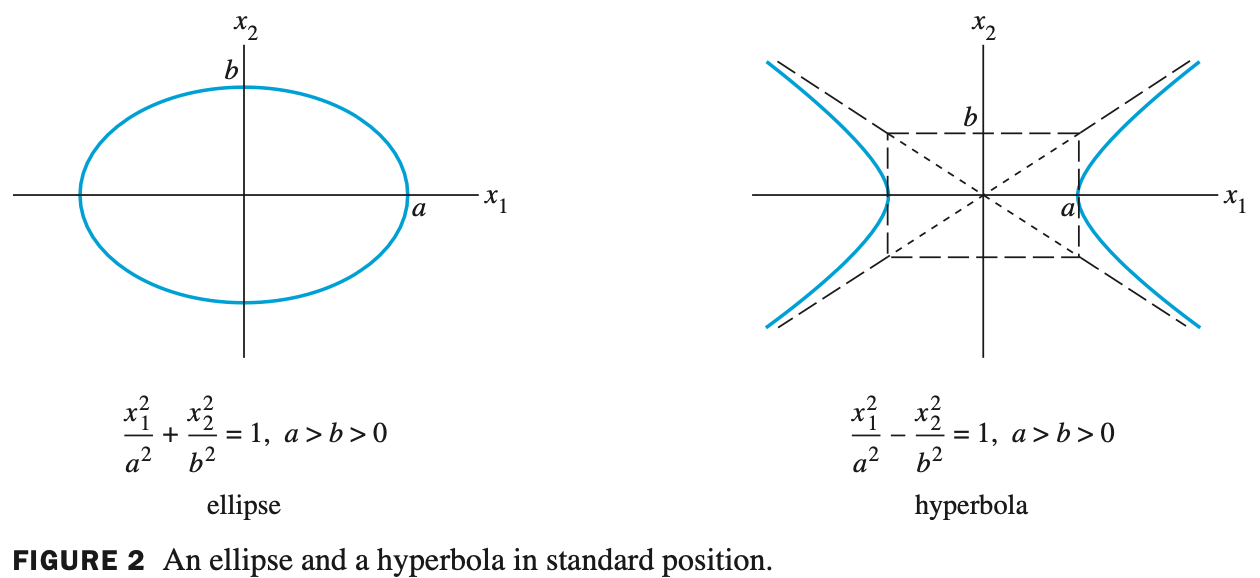 x₂
b
a
x₁
x₁²/a² + x₂²/b² = 1, a > b > 0
ellipse
x₂
b
a
x₁
x₁²/a² − x₂²/b² = 1, a > b > 0
hyperbola
FIGURE 2 An ellipse and a hyperbola in standard position.